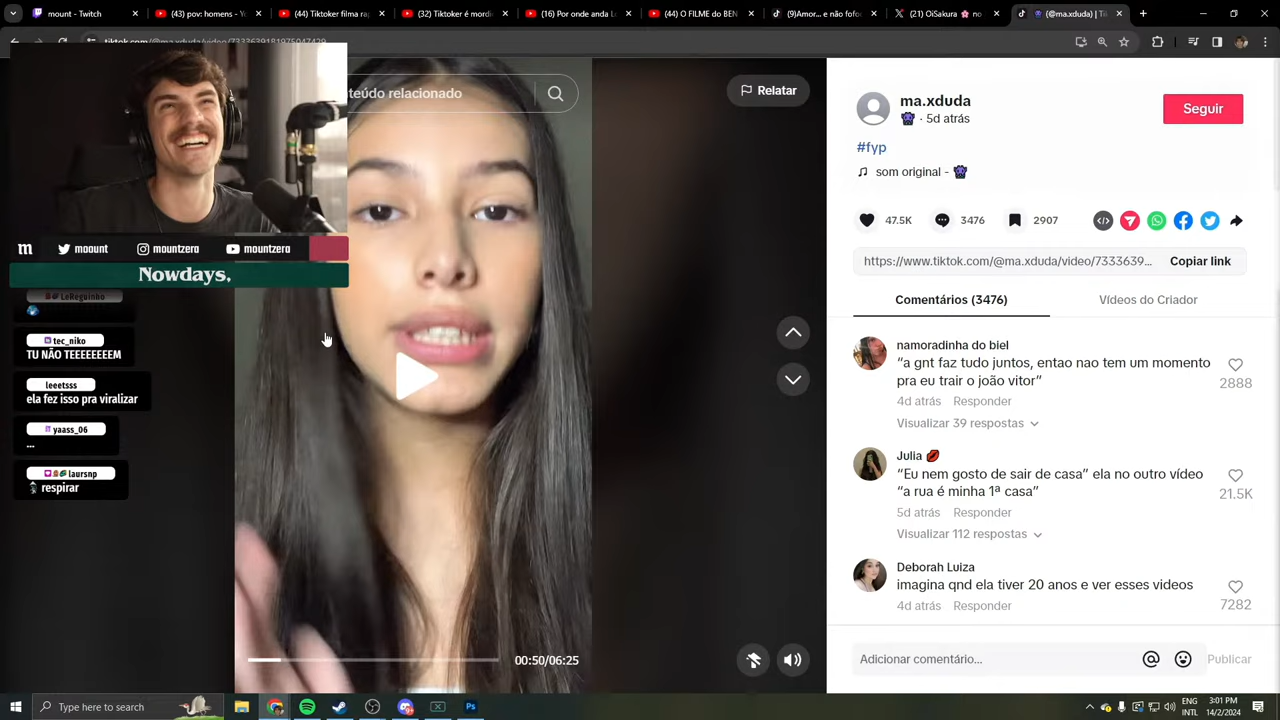 mount - Twitch
(43) pov: homens - Y
(44) Tiktoker filma ra
(32) Tiktoker é mordi
(16) Por onde anda L
(44) O FILME do BEN
(9)Amor... e não fofo
(21) OiSakura 🌸 no
(@ma.xduda) | Ti
teúdo relacionado
Relatar
maount
mountzera
mountzera
Nowdays,
LeReguinho
tec_niko
TU NÃO TEEEEEEEM
leeetsss
ela fez isso pra viralizar
yaass_06
...
laursnp
respirar
00:50/06:25
ma.xduda
· 5d atrás
Seguir
#fyp
som original -
47.5K
3476
2907
https://www.tiktok.com/@ma.xduda/video/7333639...
Copiar link
Comentários (3476)
Vídeos do Criador
namoradinha do biel
“a gnt faz tudo juntos, entao nao tem um momento
pra eu trair o joão vitor”
2888
4d atrás Responder
Visualizar 39 respostas
Julia 💋
“Eu nem gosto de sair de casa” ela no outro vídeo
“a rua é minha 1ª casa”
21.5K
5d atrás Responder
Visualizar 112 respostas
Deborah Luiza
imagina qnd ela tiver 20 anos e ver esses videos
7282
4d atrás Responder
Adicionar comentário...
Publicar
Type here to search
ENG
INTL
3:01 PM
14/2/2024